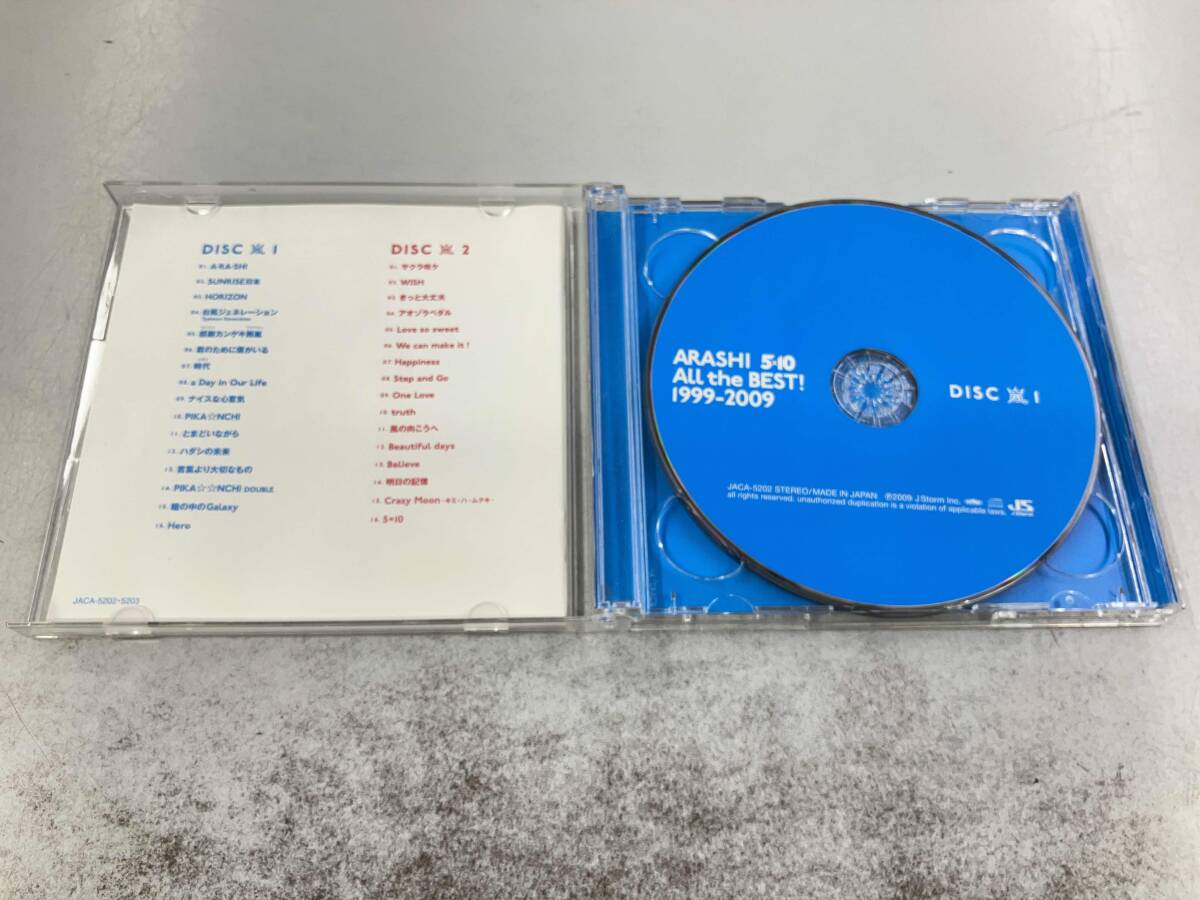 DISC 嵐 1
01. A・RA・SHI
02. SUNRISE日本
03. HORIZON
04. 台風ジェネレーション
Typhoon Generation
05. 感謝カンゲキ雨嵐
06. 君のために僕がいる
07. 時代
08. a Day in Our Life
09. ナイスな心意気
10. PIKA☆NCHI
11. とまどいながら
12. ハダシの未来
13. 言葉より大切なもの
14. PIKA☆☆NCHI DOUBLE
15. 瞳の中のGalaxy
16. Hero
JACA-5202~5203
DISC 嵐 2
01. サクラ咲ケ
02. WISH
03. きっと大丈夫
04. アオゾラペダル
05. Love so sweet
06. We can make it!
07. Happiness
08. Step and Go
09. One Love
10. truth
11. 風の向こうへ
12. Beautiful days
13. Believe
14. 明日の記憶
15. Crazy Moon ~キミ・ハ・ムテキ~
16. 5×10
ARASHI 5×10
All the BEST!
1999-2009
DISC 嵐 1
JACA-5202 STEREO/MADE IN JAPAN ℗2009 J Storm Inc.
all rights reserved. unauthorized duplication is a violation of applicable laws.
JS